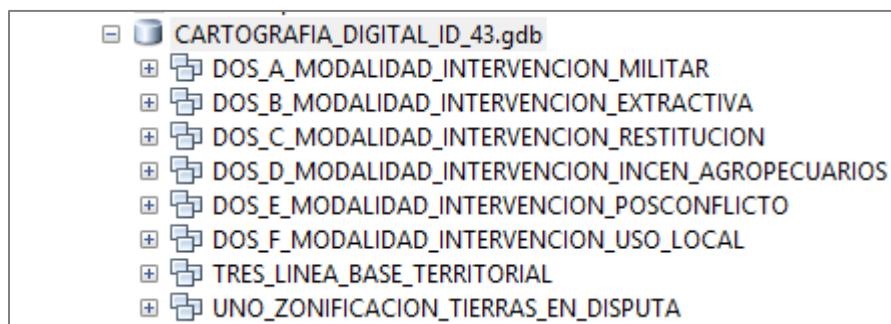 CARTOGRAFIA_DIGITAL_ID_43.gdb
DOS_A_MODALIDAD_INTERVENCION_MILITAR
DOS_B_MODALIDAD_INTERVENCION_EXTRACTIVA
DOS_C_MODALIDAD_INTERVENCION_RESTITUCION
DOS_D_MODALIDAD_INTERVENCION_INCEN_AGROPECUARIOS
DOS_E_MODALIDAD_INTERVENCION_POSCONFLICTO
DOS_F_MODALIDAD_INTERVENCION_USO_LOCAL
TRES_LINEA_BASE_TERRITORIAL
UNO_ZONIFICACION_TIERRAS_EN_DISPUTA